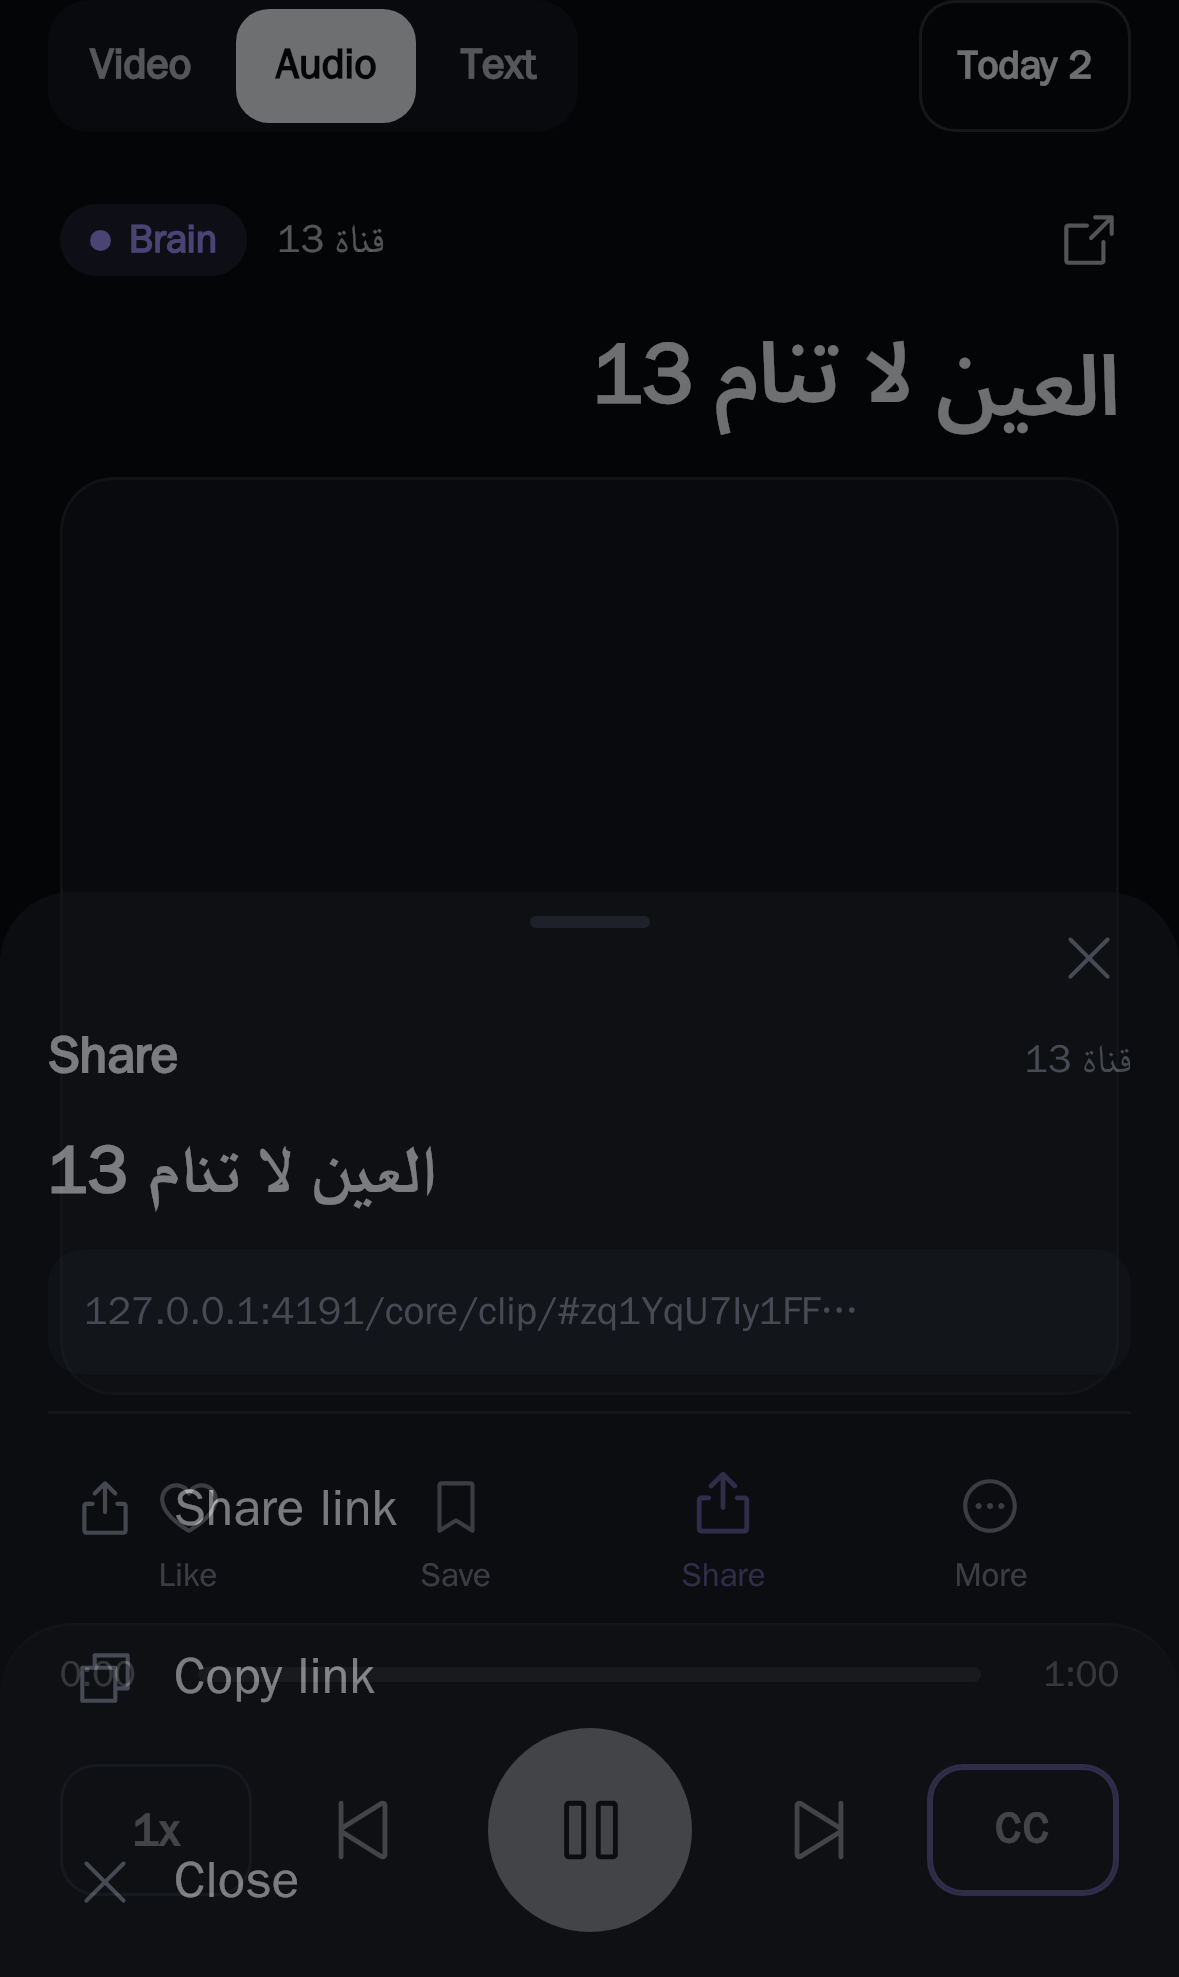 Video Audio Text Today 2
Brain قناة 13
العين لا تنام 13
Share قناة 13
العين لا تنام 13
127.0.0.1:4191/core/clip/#zq1YqU7Iy1FF…
Share link
Like Save Share More
0:00 Copy link 1:00
1x CC
Close